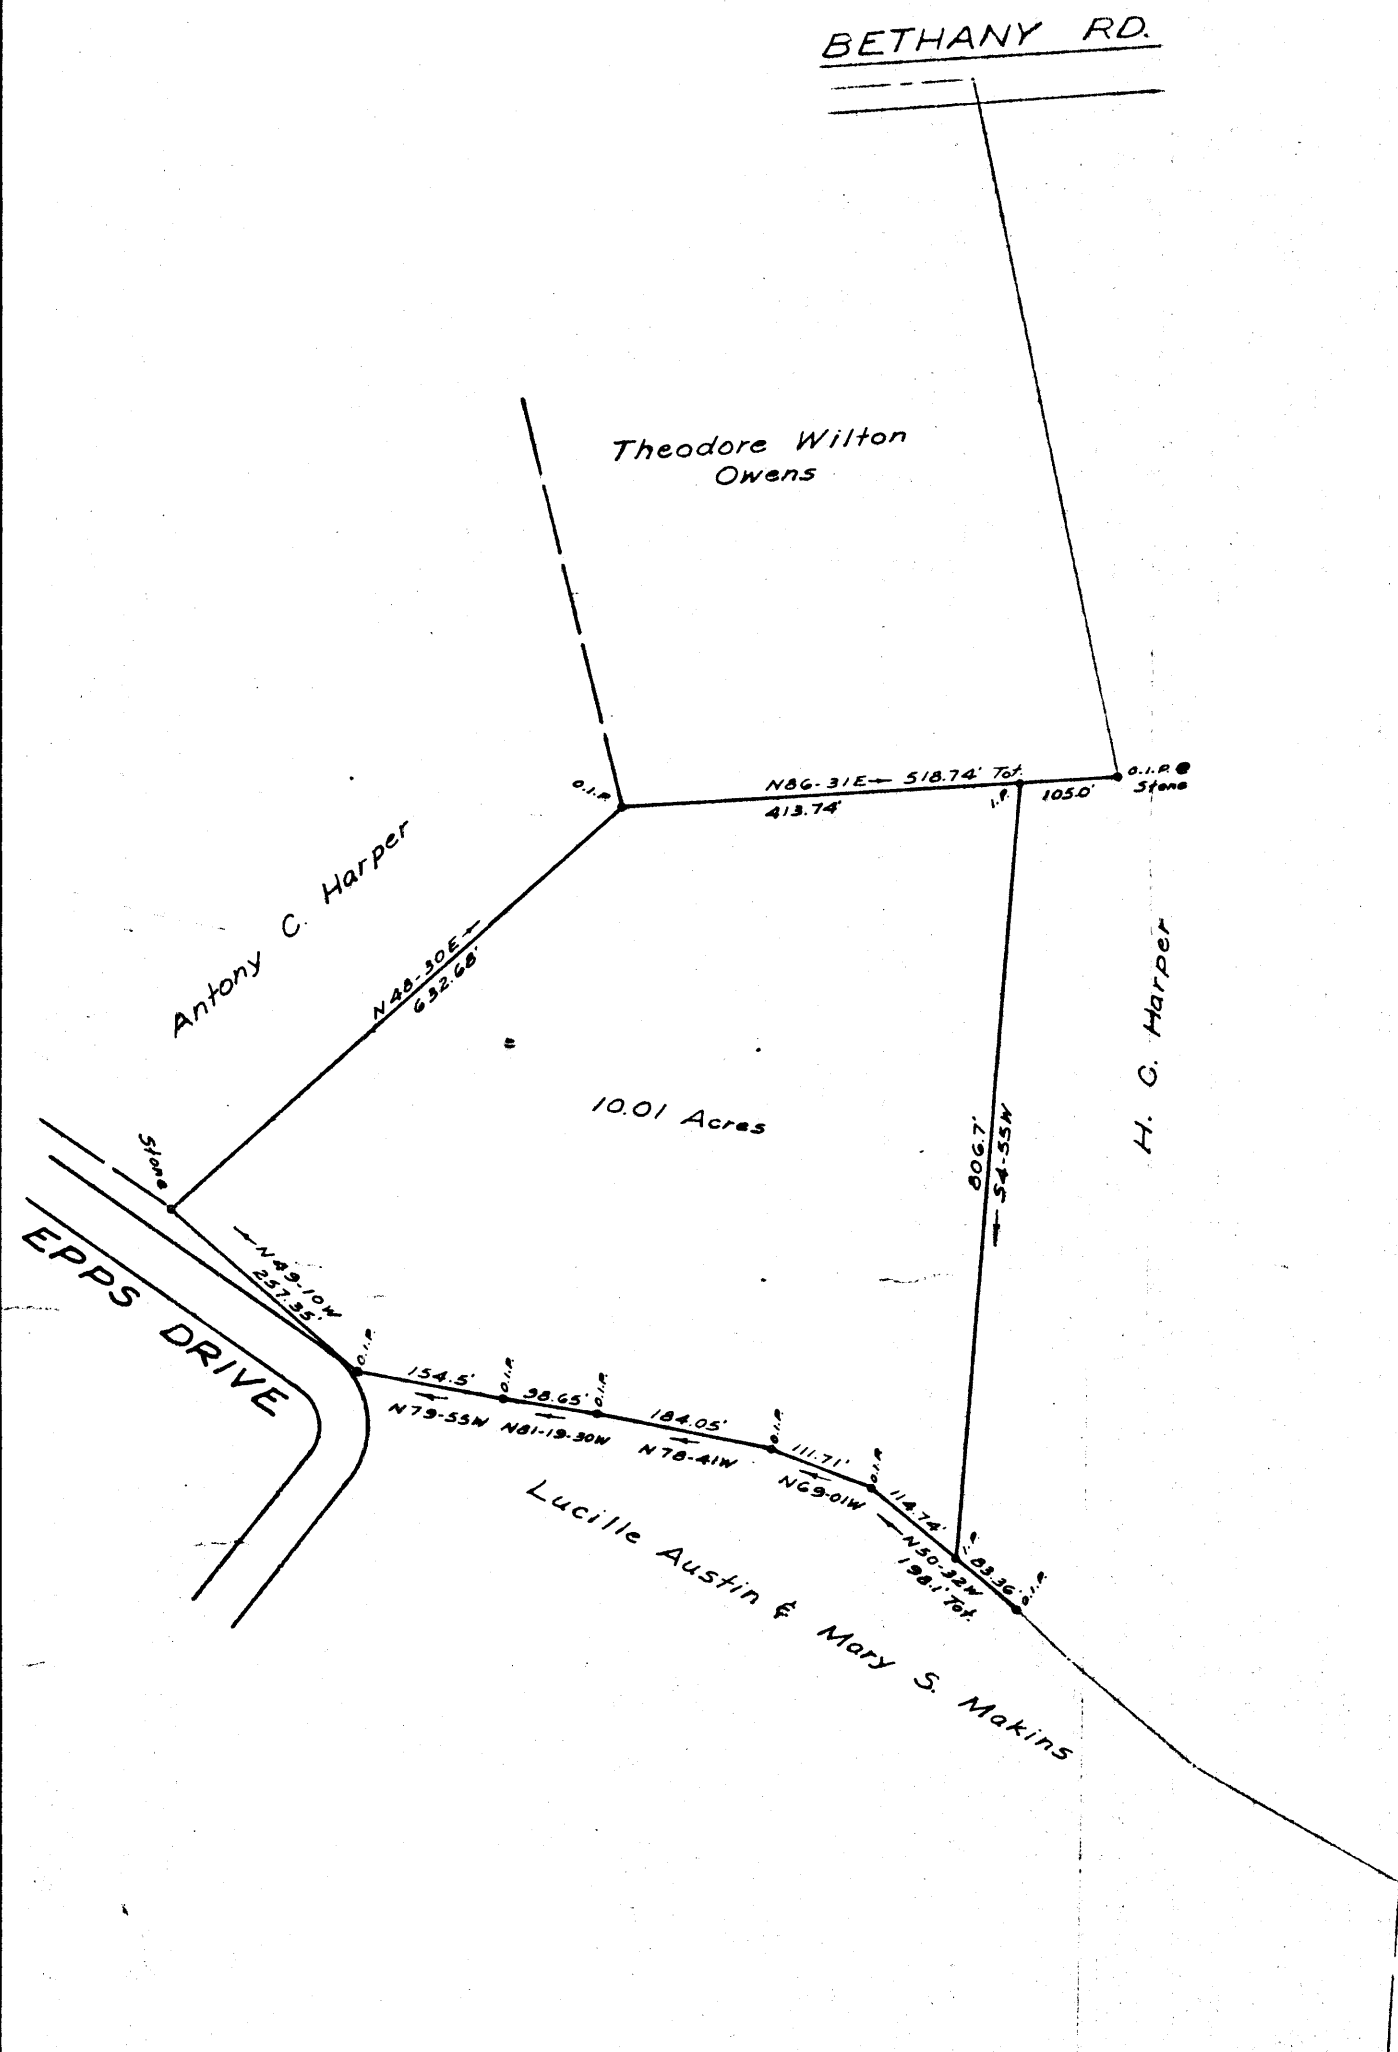 BETHANY RD.
Theodore Wilton
Owens
O.I.P.
N86-31E 518.74' Tot.
413.74'
I.P.
105.0'
O.I.P. @
Stone
Antony C. Harper
N48-30E
632.68'
10.01 Acres
H. G. Harper
806.7'
S4-55W
Stone
EPPS DRIVE
N49-10W
257.35'
O.I.P.
154.5'
N79-55W
O.I.P.
98.65'
N81-19-30W
O.I.P.
184.05'
N78-41W
O.I.P.
111.71'
N69-01W
O.I.P.
114.74'
I.P.
83.36'
N50-32W
198.1' Tot.
O.I.P.
Lucille Austin & Mary S. Makins